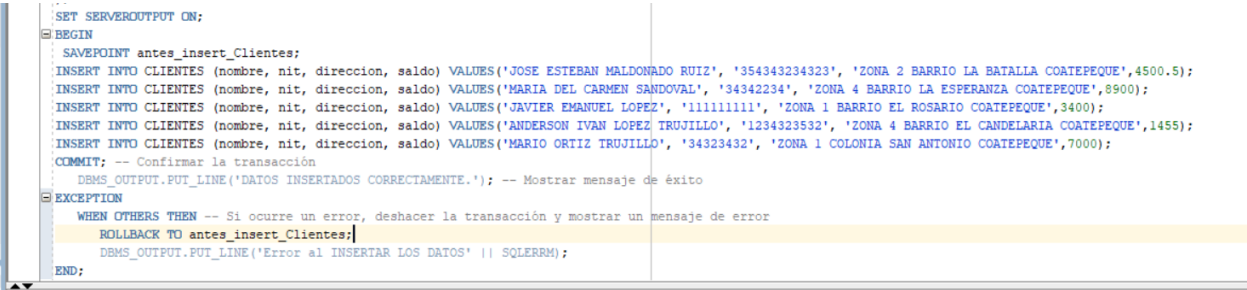 SET SERVEROUTPUT ON;
BEGIN
SAVEPOINT antes_insert_Clientes;
INSERT INTO CLIENTES (nombre, nit, direccion, saldo) VALUES('JOSE ESTEBAN MALDONADO RUIZ', '354343234323', 'ZONA 2 BARRIO LA BATALLA COATEPEQUE',4500.5);
INSERT INTO CLIENTES (nombre, nit, direccion, saldo) VALUES('MARIA DEL CARMEN SANDOVAL', '34342234', 'ZONA 4 BARRIO LA ESPERANZA COATEPEQUE',8900);
INSERT INTO CLIENTES (nombre, nit, direccion, saldo) VALUES('JAVIER EMANUEL LOPEZ', '111111111', 'ZONA 1 BARRIO EL ROSARIO COATEPEQUE',3400);
INSERT INTO CLIENTES (nombre, nit, direccion, saldo) VALUES('ANDERSON IVAN LOPEZ TRUJILLO', '1234323532', 'ZONA 4 BARRIO EL CANDELARIA COATEPEQUE',1455);
INSERT INTO CLIENTES (nombre, nit, direccion, saldo) VALUES('MARIO ORTIZ TRUJILLO', '34323432', 'ZONA 1 COLONIA SAN ANTONIO COATEPEQUE',7000);
COMMIT; -- Confirmar la transacción
DBMS_OUTPUT.PUT_LINE('DATOS INSERTADOS CORRECTAMENTE.'); -- Mostrar mensaje de éxito
EXCEPTION
WHEN OTHERS THEN -- Si ocurre un error, deshacer la transacción y mostrar un mensaje de error
ROLLBACK TO antes_insert_Clientes;
DBMS_OUTPUT.PUT_LINE('Error al INSERTAR LOS DATOS' || SQLERRM);
END;